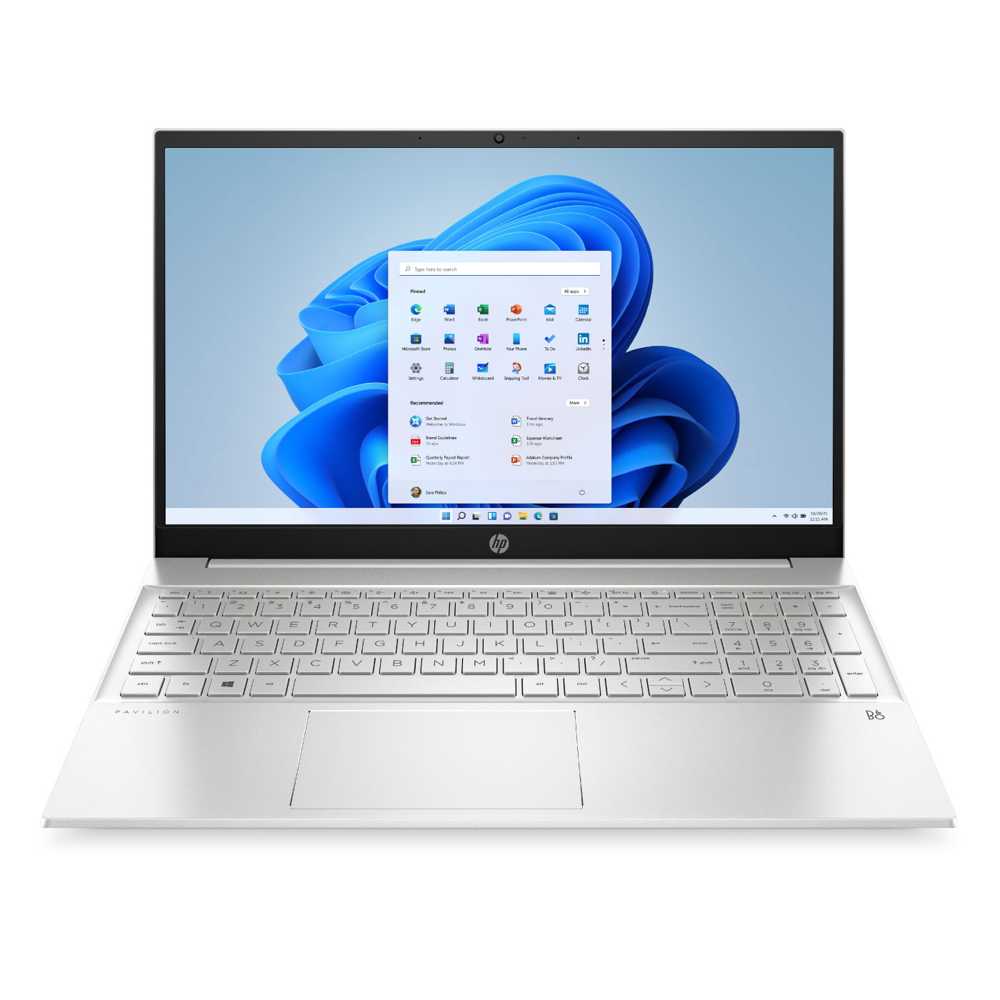 Type here to search
Pinned
All apps >
Edge
Word
Excel
PowerPoint
Mail
Calendar
Microsoft Store
Photos
OneNote
Your Phone
To Do
LinkedIn
Settings
Calculator
Whiteboard
Snipping Tool
Movies & TV
Clock
Recommended
More >
Get Started
Welcome to Windows
Travel Itinerary
17m ago
Brand Guidelines
2h ago
Expense Worksheet
12h ago
Quarterly Payroll Report
Yesterday at 4:24 PM
Adatum Company Profile
Yesterday at 1:15 PM
Sara Philips
10/20/21
11:11 AM
hp
esc prt sc delete home end pg up pg dn
! 1 @ 2 # 3 $ 4 % 5 ^ 6 & 7 * 8 ( 9 ) 0 - + = backspace num lock / * -
tab Q W E R T Y U I O P { [ } ] | \ 7 home 8 9 pg up +
caps lock A S D F G H J K L : ; " ' enter 4 5 6
shift Z X C V B N M < , > . ? / pause shift 1 end 2 3 pg dn enter
ctrl fn alt alt ctrl 0 ins . del
PAVILION
B&O